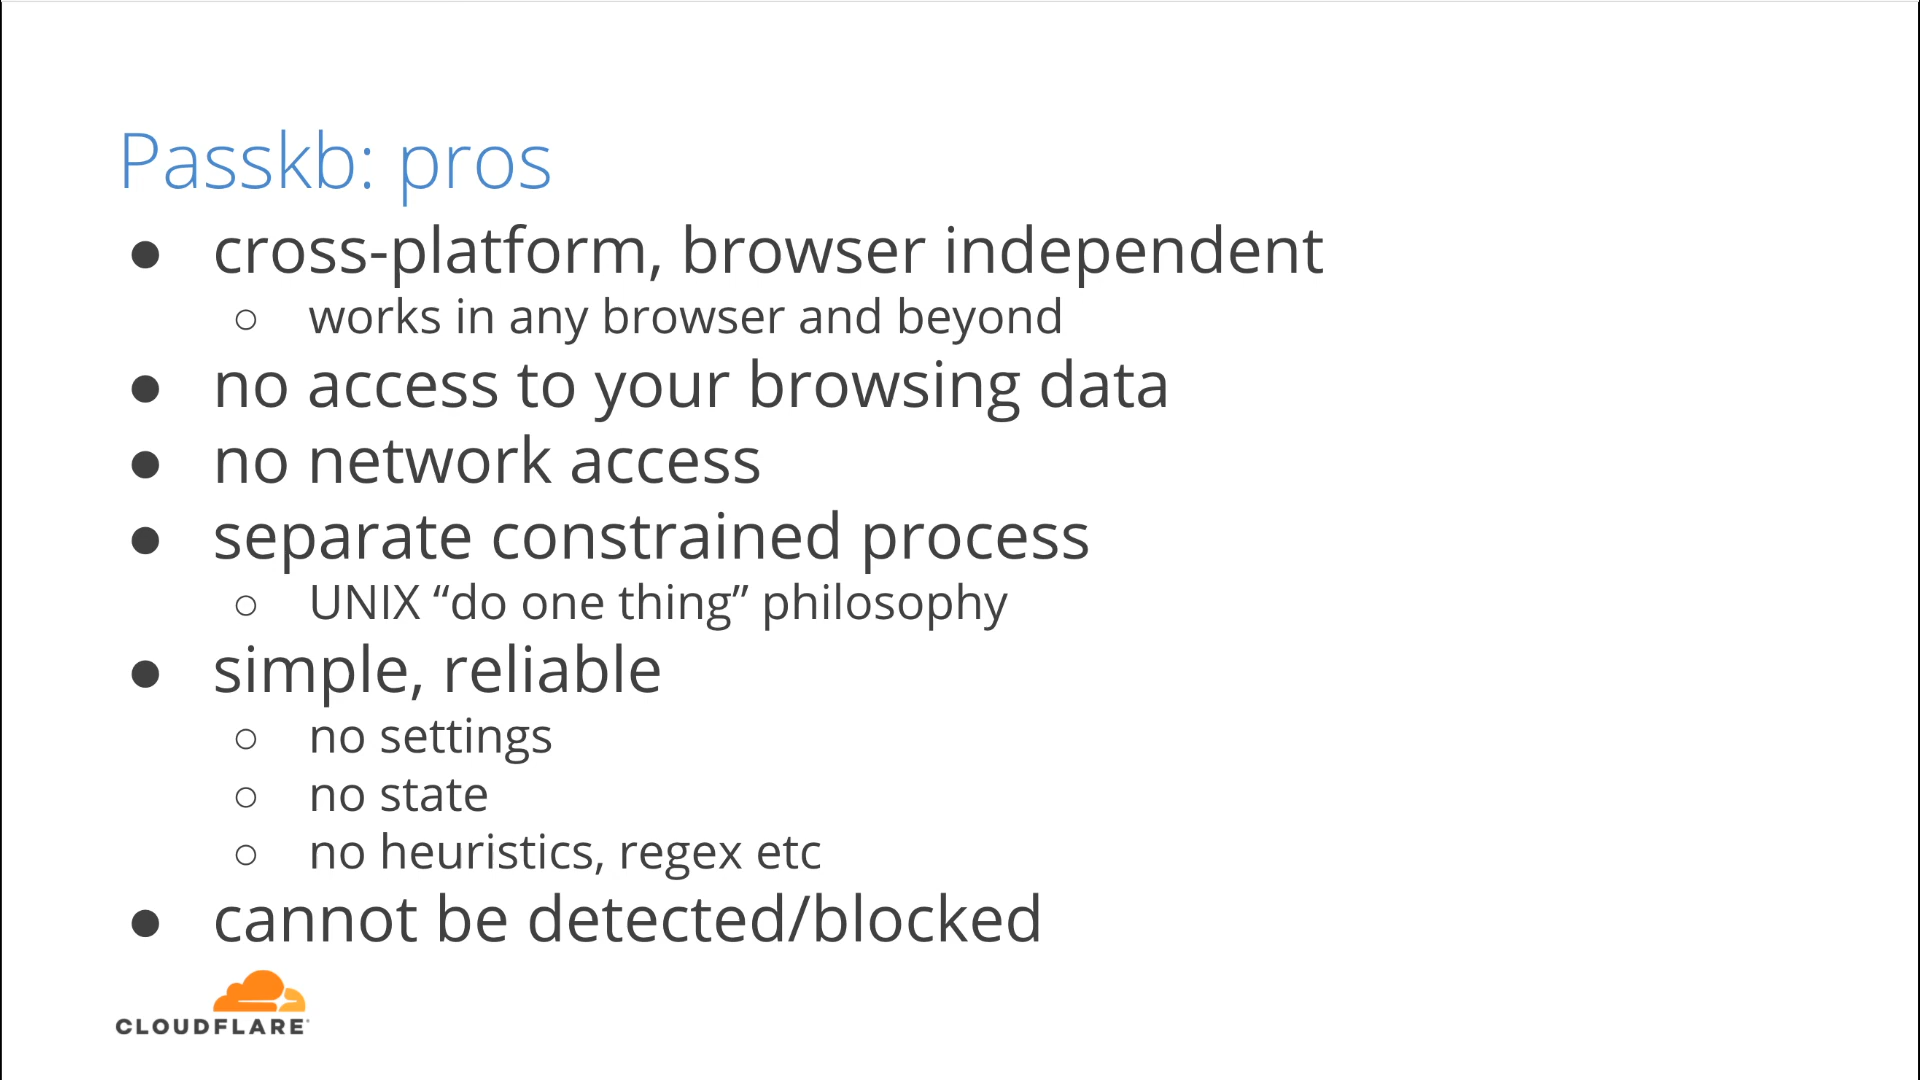 Passkb: pros
● cross-platform, browser independent
○ works in any browser and beyond
● no access to your browsing data
● no network access
● separate constrained process
○ UNIX “do one thing” philosophy
● simple, reliable
○ no settings
○ no state
○ no heuristics, regex etc
● cannot be detected/blocked
CLOUDFLARE